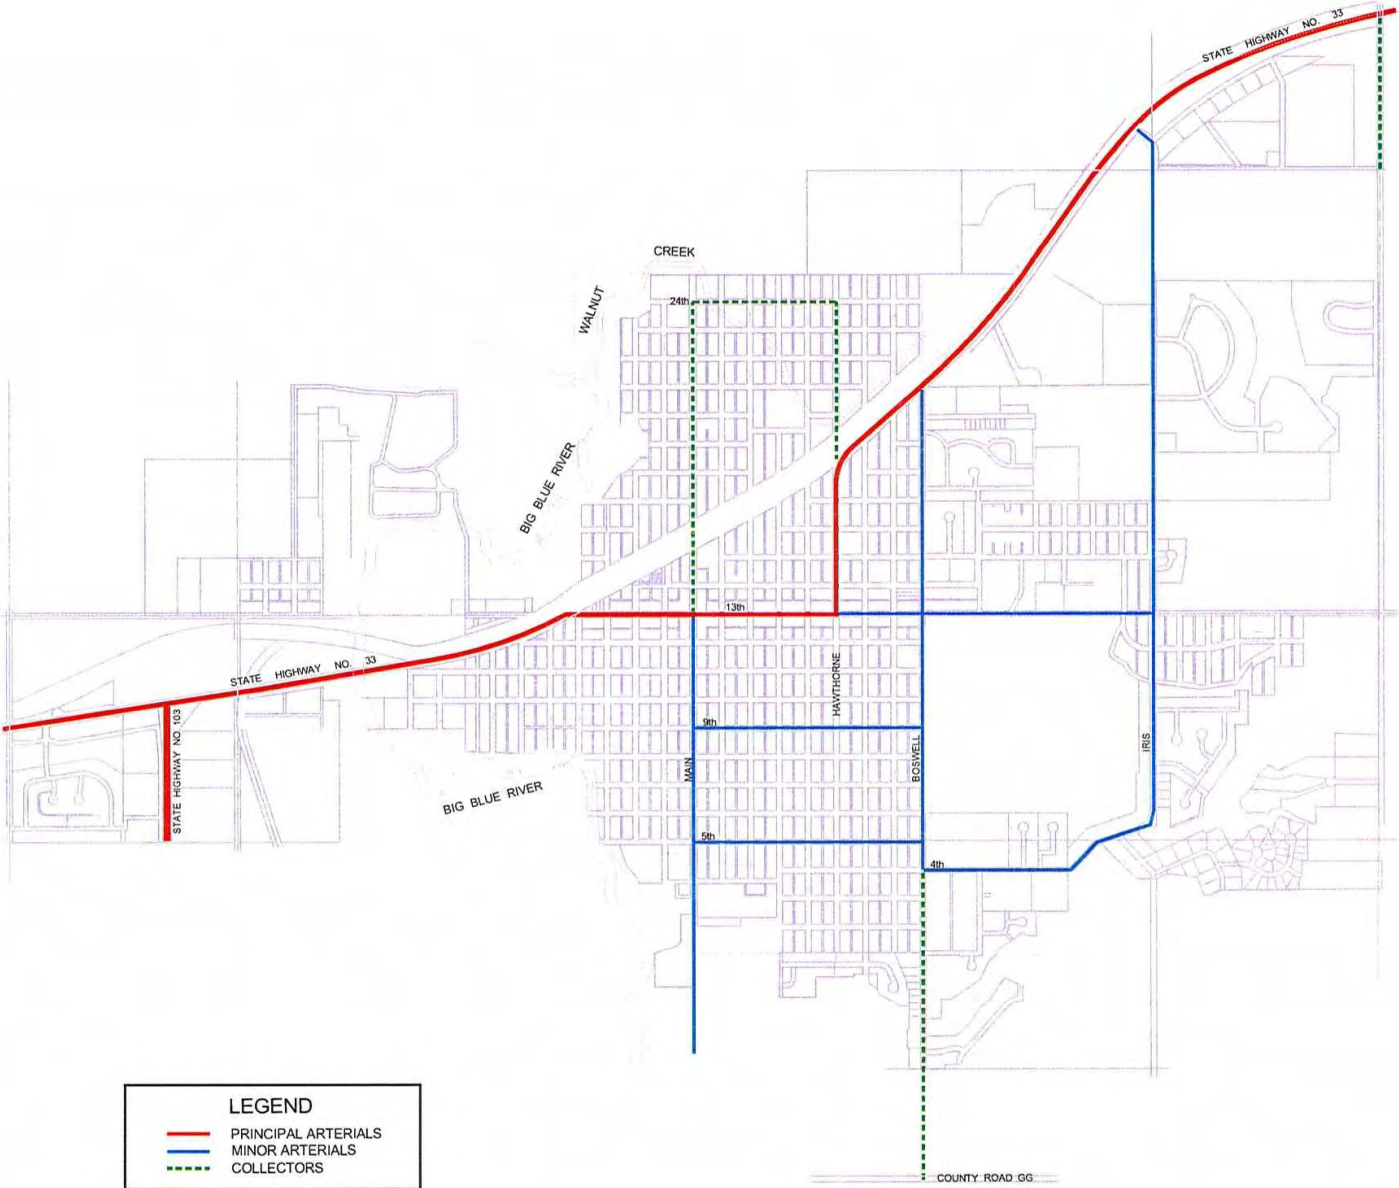 STATE HIGHWAY NO. 33
CREEK
WALNUT
24th
BIG BLUE RIVER
13th
STATE HIGHWAY NO. 33
HAWTHORNE
STATE HIGHWAY NO. 103
9th
MAIN
BOSWELL
IRIS
BIG BLUE RIVER
5th
4th
LEGEND
PRINCIPAL ARTERIALS
MINOR ARTERIALS
COLLECTORS
COUNTY ROAD GG